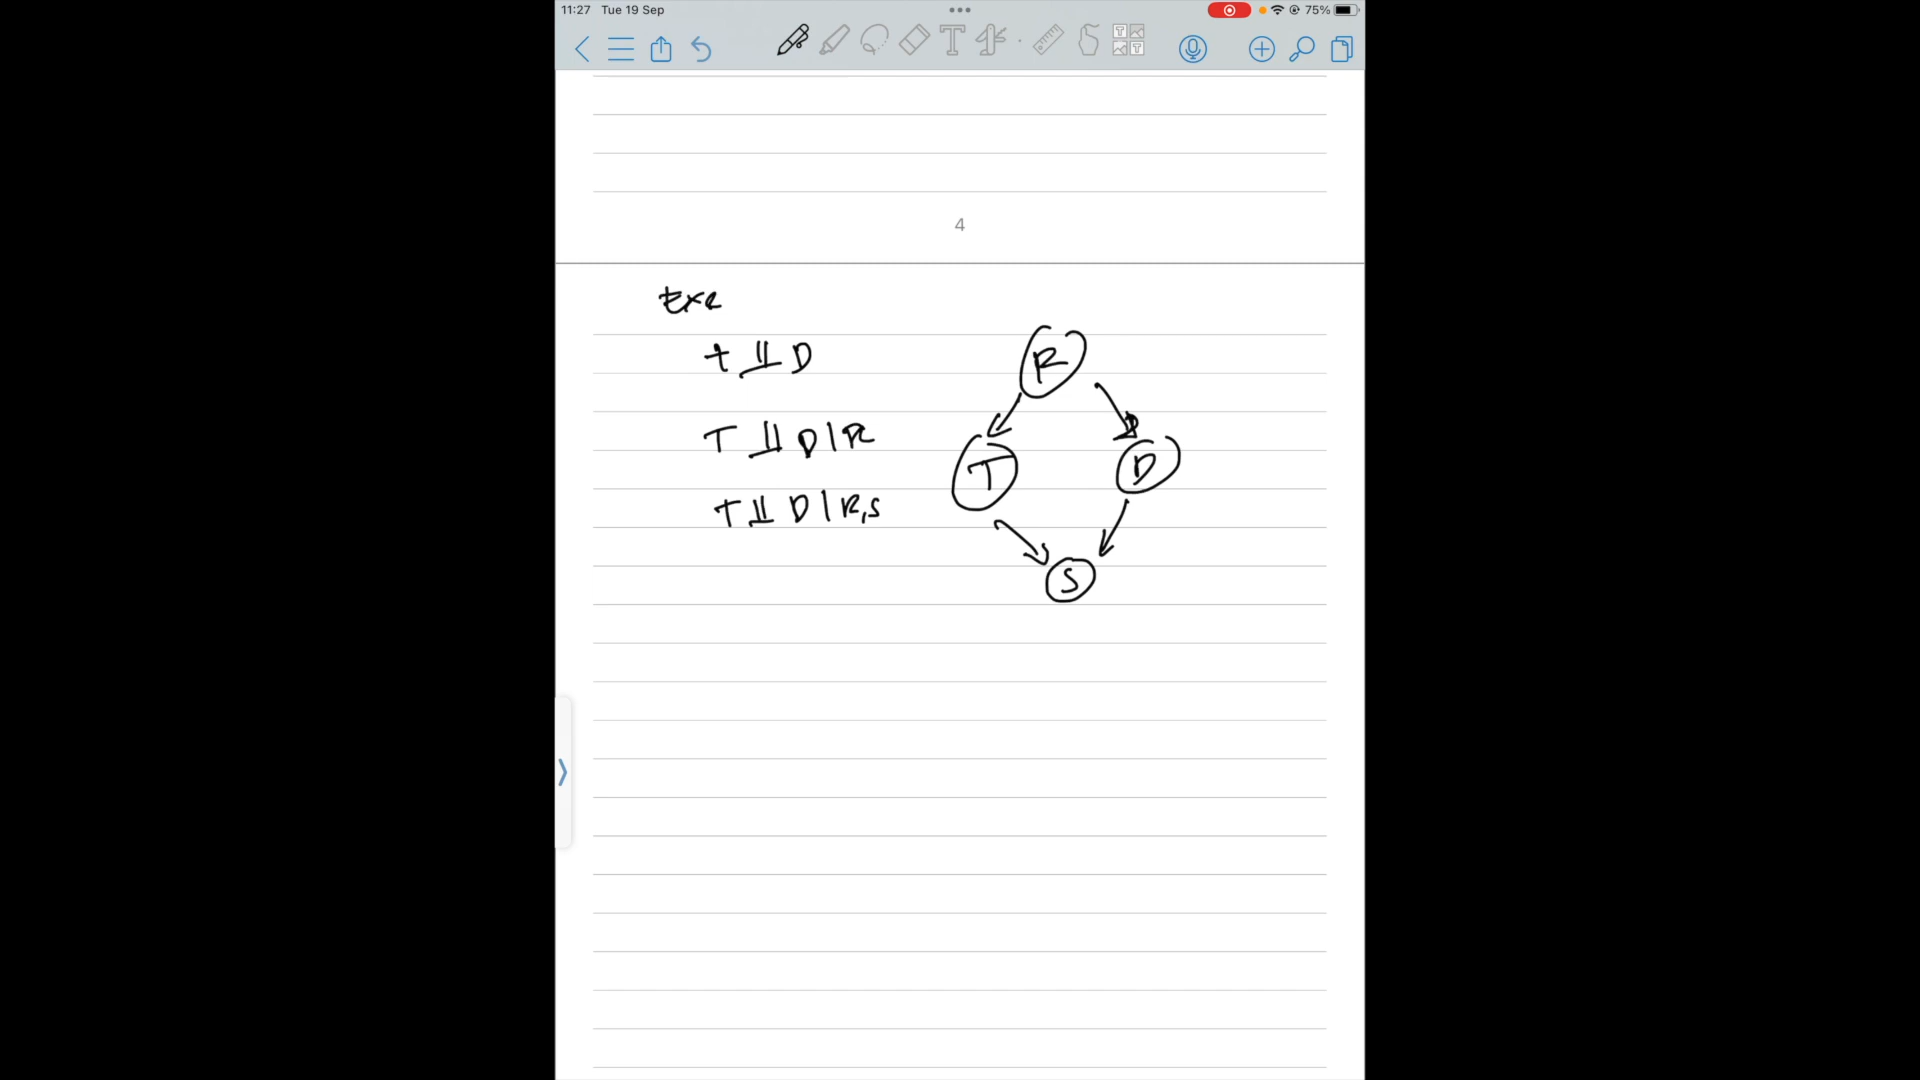 11:27 Tue 19 Sep
75%
4
Exe
t ⫫ D
T ⫫ D | R
T ⫫ D | R, S
R
T
D
S